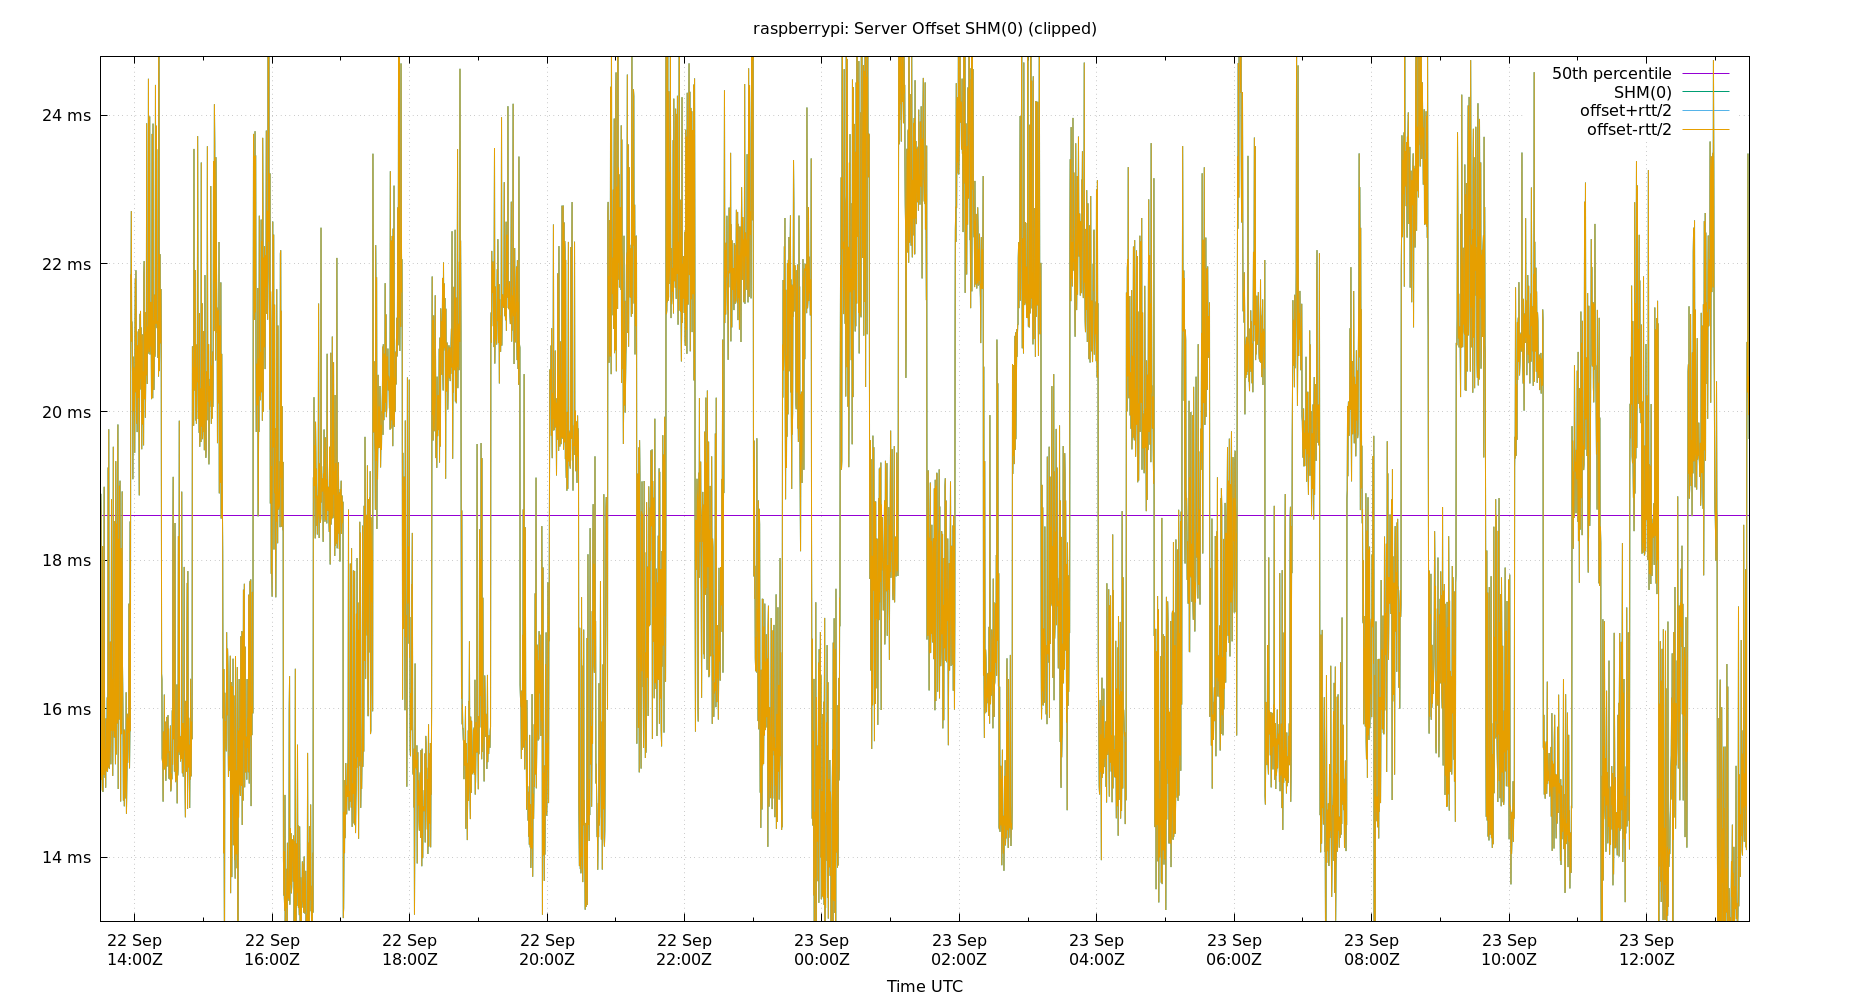 raspberrypi: Server Offset SHM(0) (clipped)
50th percentile
SHM(0)
offset+rtt/2
offset-rtt/2
24 ms
22 ms
20 ms
18 ms
16 ms
14 ms
22 Sep 22 Sep 22 Sep 22 Sep 22 Sep 23 Sep 23 Sep 23 Sep 23 Sep 23 Sep 23 Sep 23 Sep
14:00Z 16:00Z 18:00Z 20:00Z 22:00Z 00:00Z 02:00Z 04:00Z 06:00Z 08:00Z 10:00Z 12:00Z
Time UTC